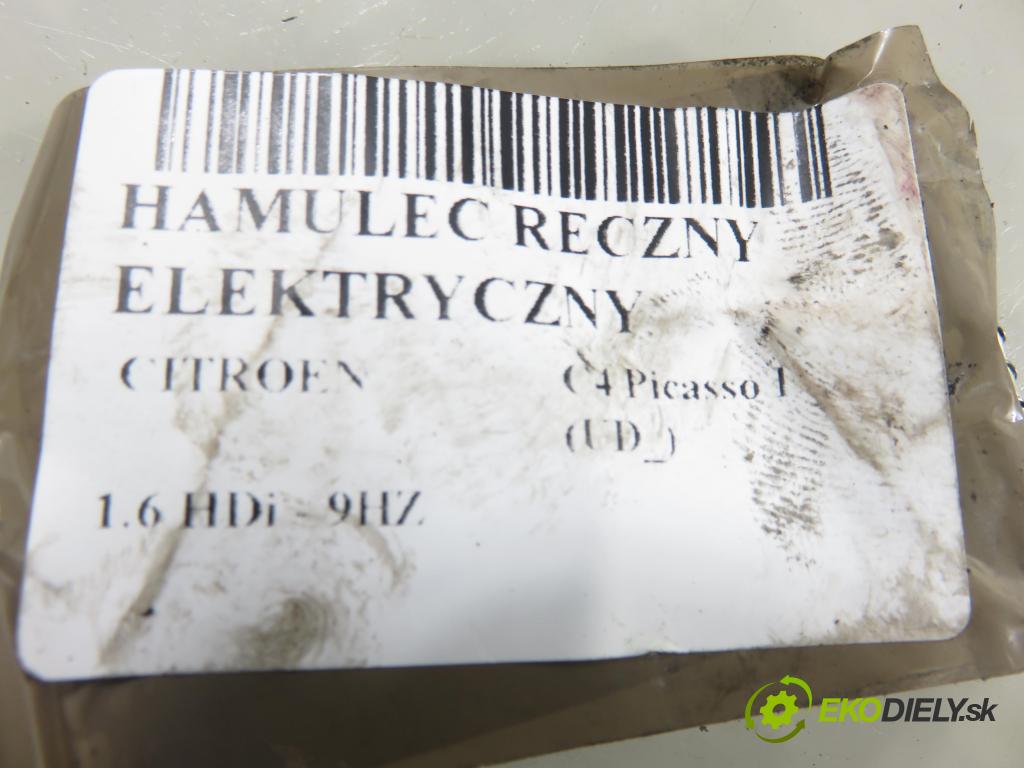 HAMULEC RECZNY
ELEKTRYCZNY
CITROEN C4 Picasso I
(UD_)
1.6 HDi - 9HZ
EKODIELY.sk